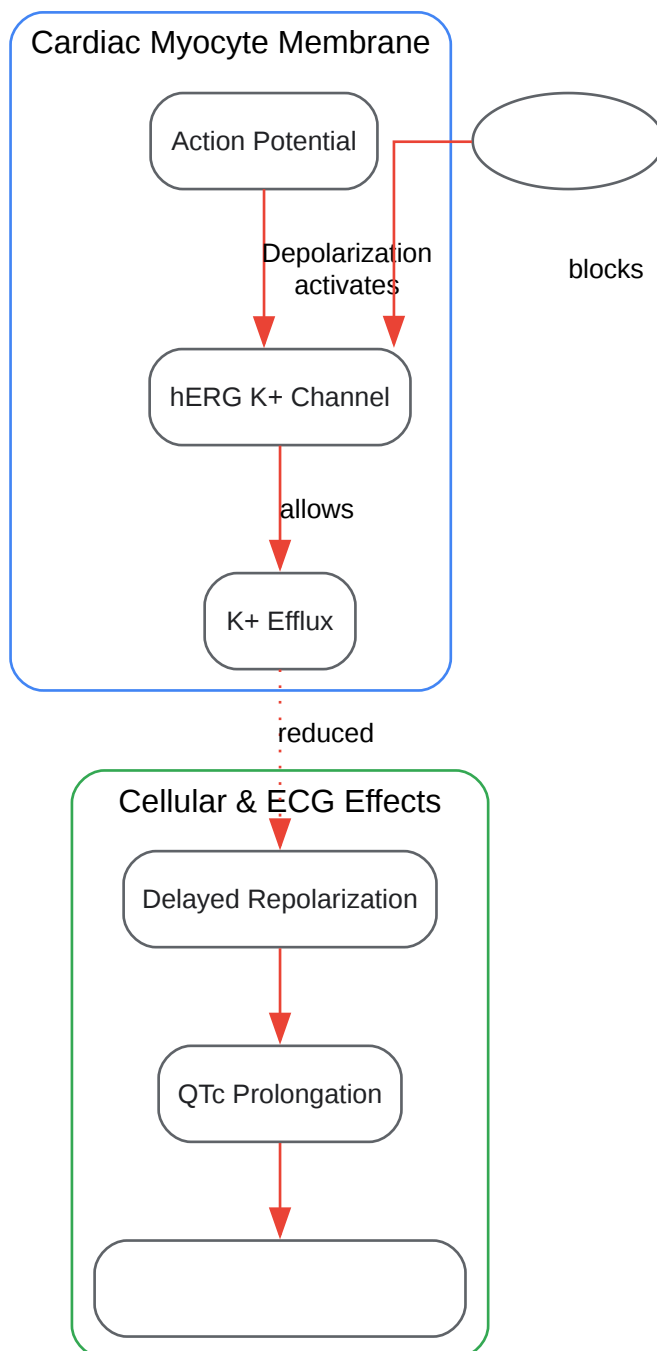 Cardiac Myocyte Membrane
Action Potential
Depolarization
activates
blocks
hERG K+ Channel
allows
K+ Efflux
reduced
Cellular & ECG Effects
Delayed Repolarization
QTc Prolongation